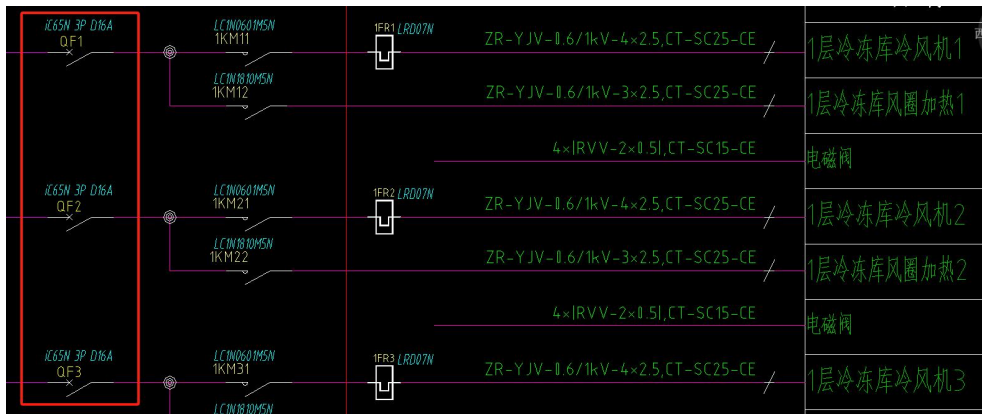 iC65N 3P D16A
QF1
LC1N0601M5N
1KM11
1FR1 LRD07N
ZR-YJV-0.6/1kV-4×2.5,CT-SC25-CE
1层冷冻库冷风机1
LC1N1810M5N
1KM12
ZR-YJV-0.6/1kV-3×2.5,CT-SC25-CE
1层冷冻库风圈加热1
4×|RVV-2×0.5|,CT-SC15-CE
电磁阀
iC65N 3P D16A
QF2
LC1N0601M5N
1KM21
1FR2 LRD07N
ZR-YJV-0.6/1kV-4×2.5,CT-SC25-CE
1层冷冻库冷风机2
LC1N1810M5N
1KM22
ZR-YJV-0.6/1kV-3×2.5,CT-SC25-CE
1层冷冻库风圈加热2
4×|RVV-2×0.5|,CT-SC15-CE
电磁阀
iC65N 3P D16A
QF3
LC1N0601M5N
1KM31
1FR3 LRD07N
ZR-YJV-0.6/1kV-4×2.5,CT-SC25-CE
1层冷冻库冷风机3
LC1N1810M5N